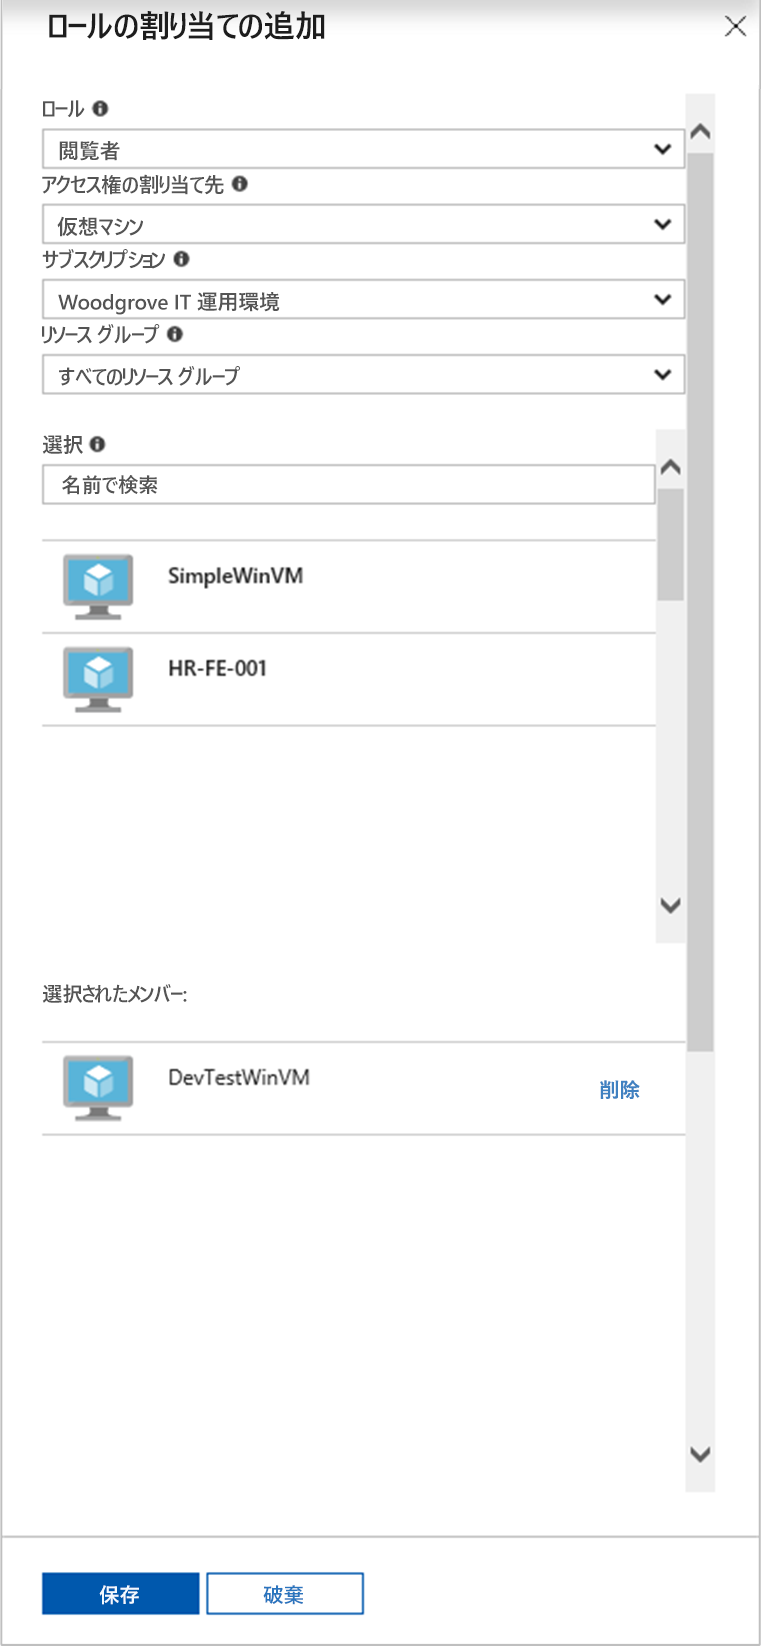 ロールの割り当ての追加
ロール
閲覧者
アクセス権の割り当て先
仮想マシン
サブスクリプション
Woodgrove IT 運用環境
リソース グループ
すべてのリソース グループ
選択
名前で検索
SimpleWinVM
HR-FE-001
選択されたメンバー:
DevTestWinVM
削除
保存
破棄